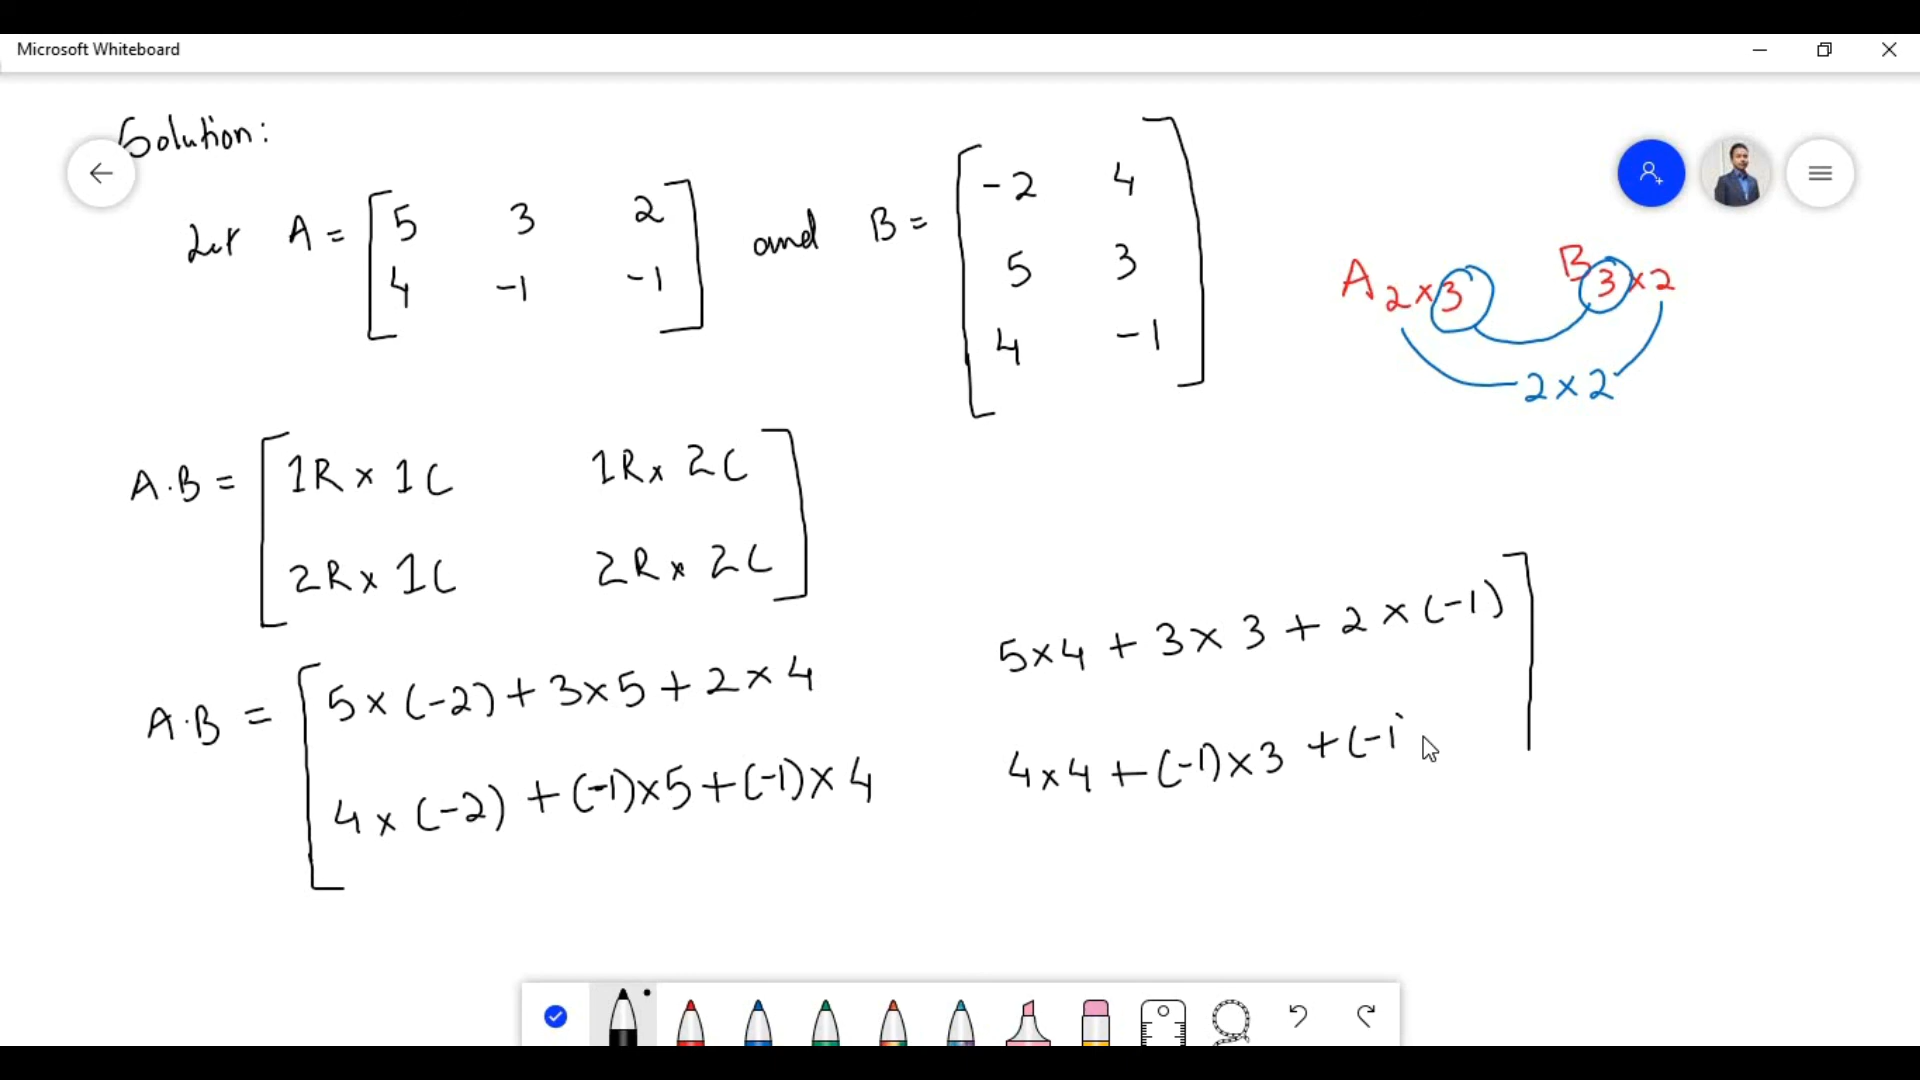 Microsoft Whiteboard
Solution:
Let A = [5 3 2
4 -1 -1] and B = [-2 4
5 3
4 -1]
A2×3 B3×2
2×2
A.B = [1R × 1C 1R × 2C
2R × 1C 2R × 2C]
A.B = [5×(-2) + 3×5 + 2×4 5×4 + 3×3 + 2×(-1)
4×(-2) + (-1)×5 + (-1)×4 4×4 + (-1)×3 + (-1